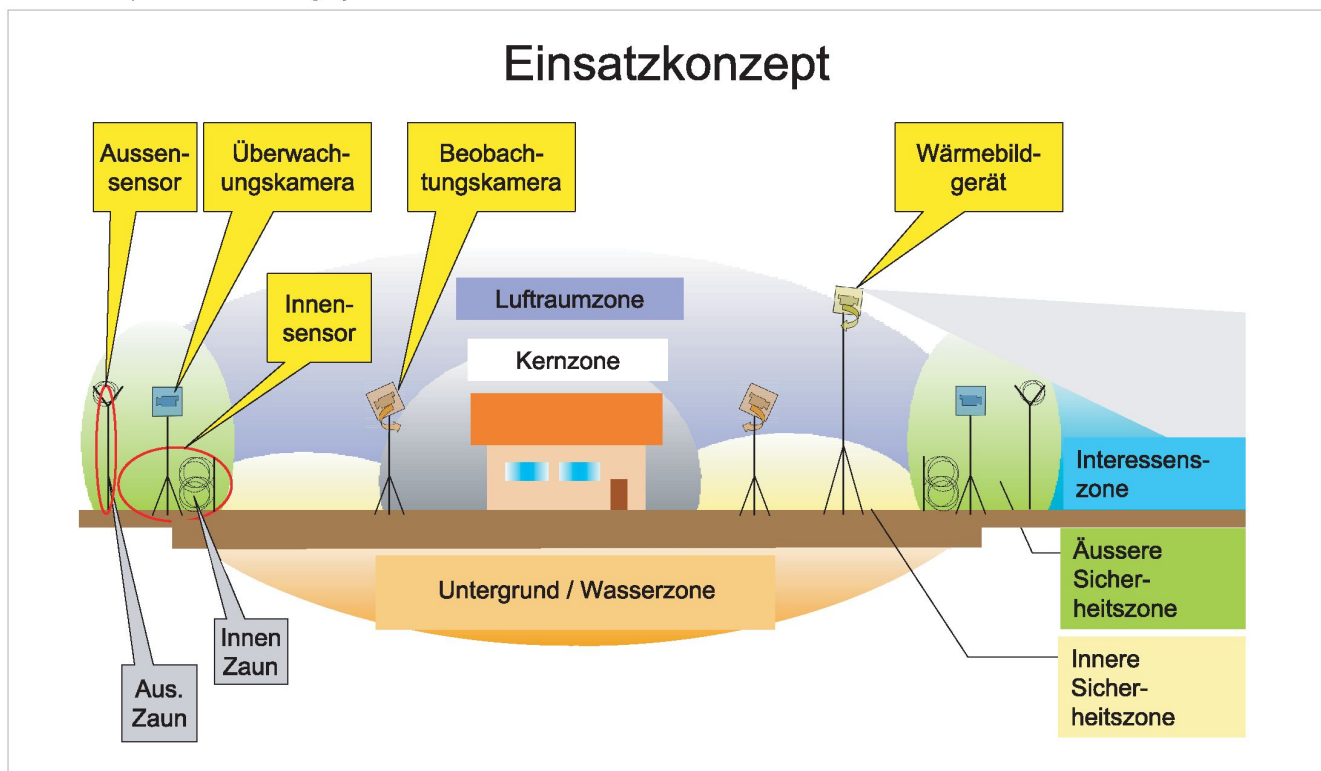 Einsatzkonzept
Aussen-
sensor
Überwach-
ungskamera
Beobach-
tungskamera
Wärmebild-
gerät
Innen-
sensor
Luftraumzone
Kernzone
Interessens-
zone
Äussere
Sicher-
heitszone
Untergrund / Wasserzone
Innen
Zaun
Innere
Sicher-
heitszone
Aus.
Zaun